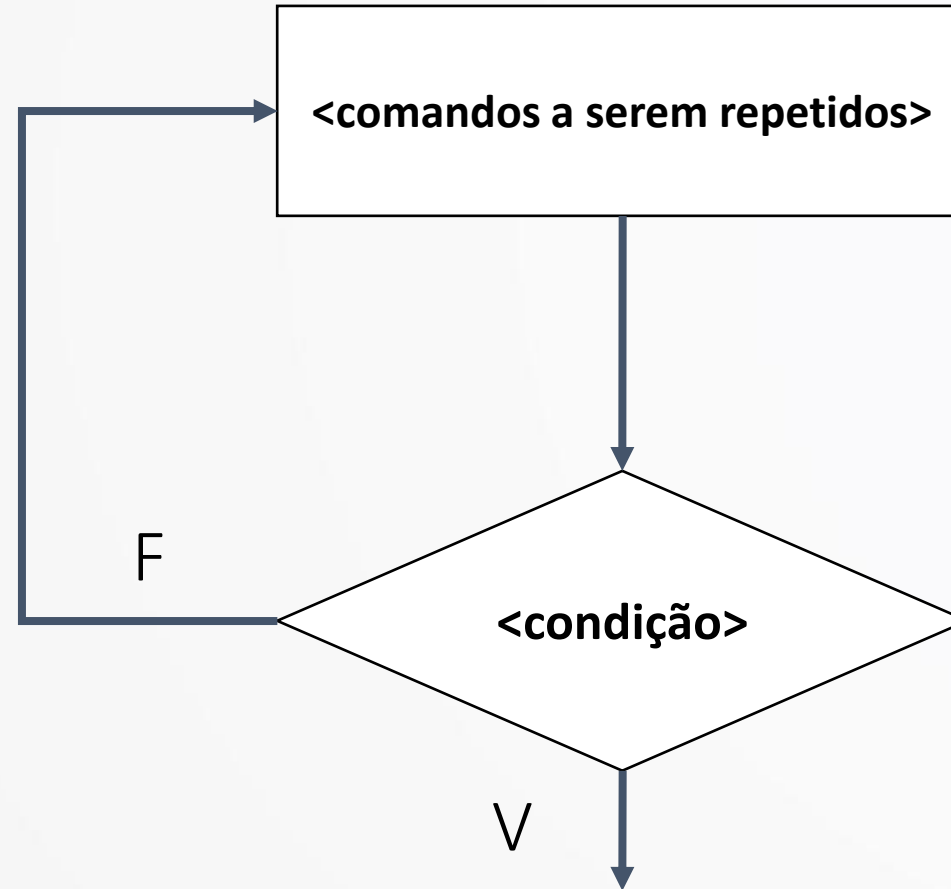 <comandos a serem repetidos>
F
<condição>
V